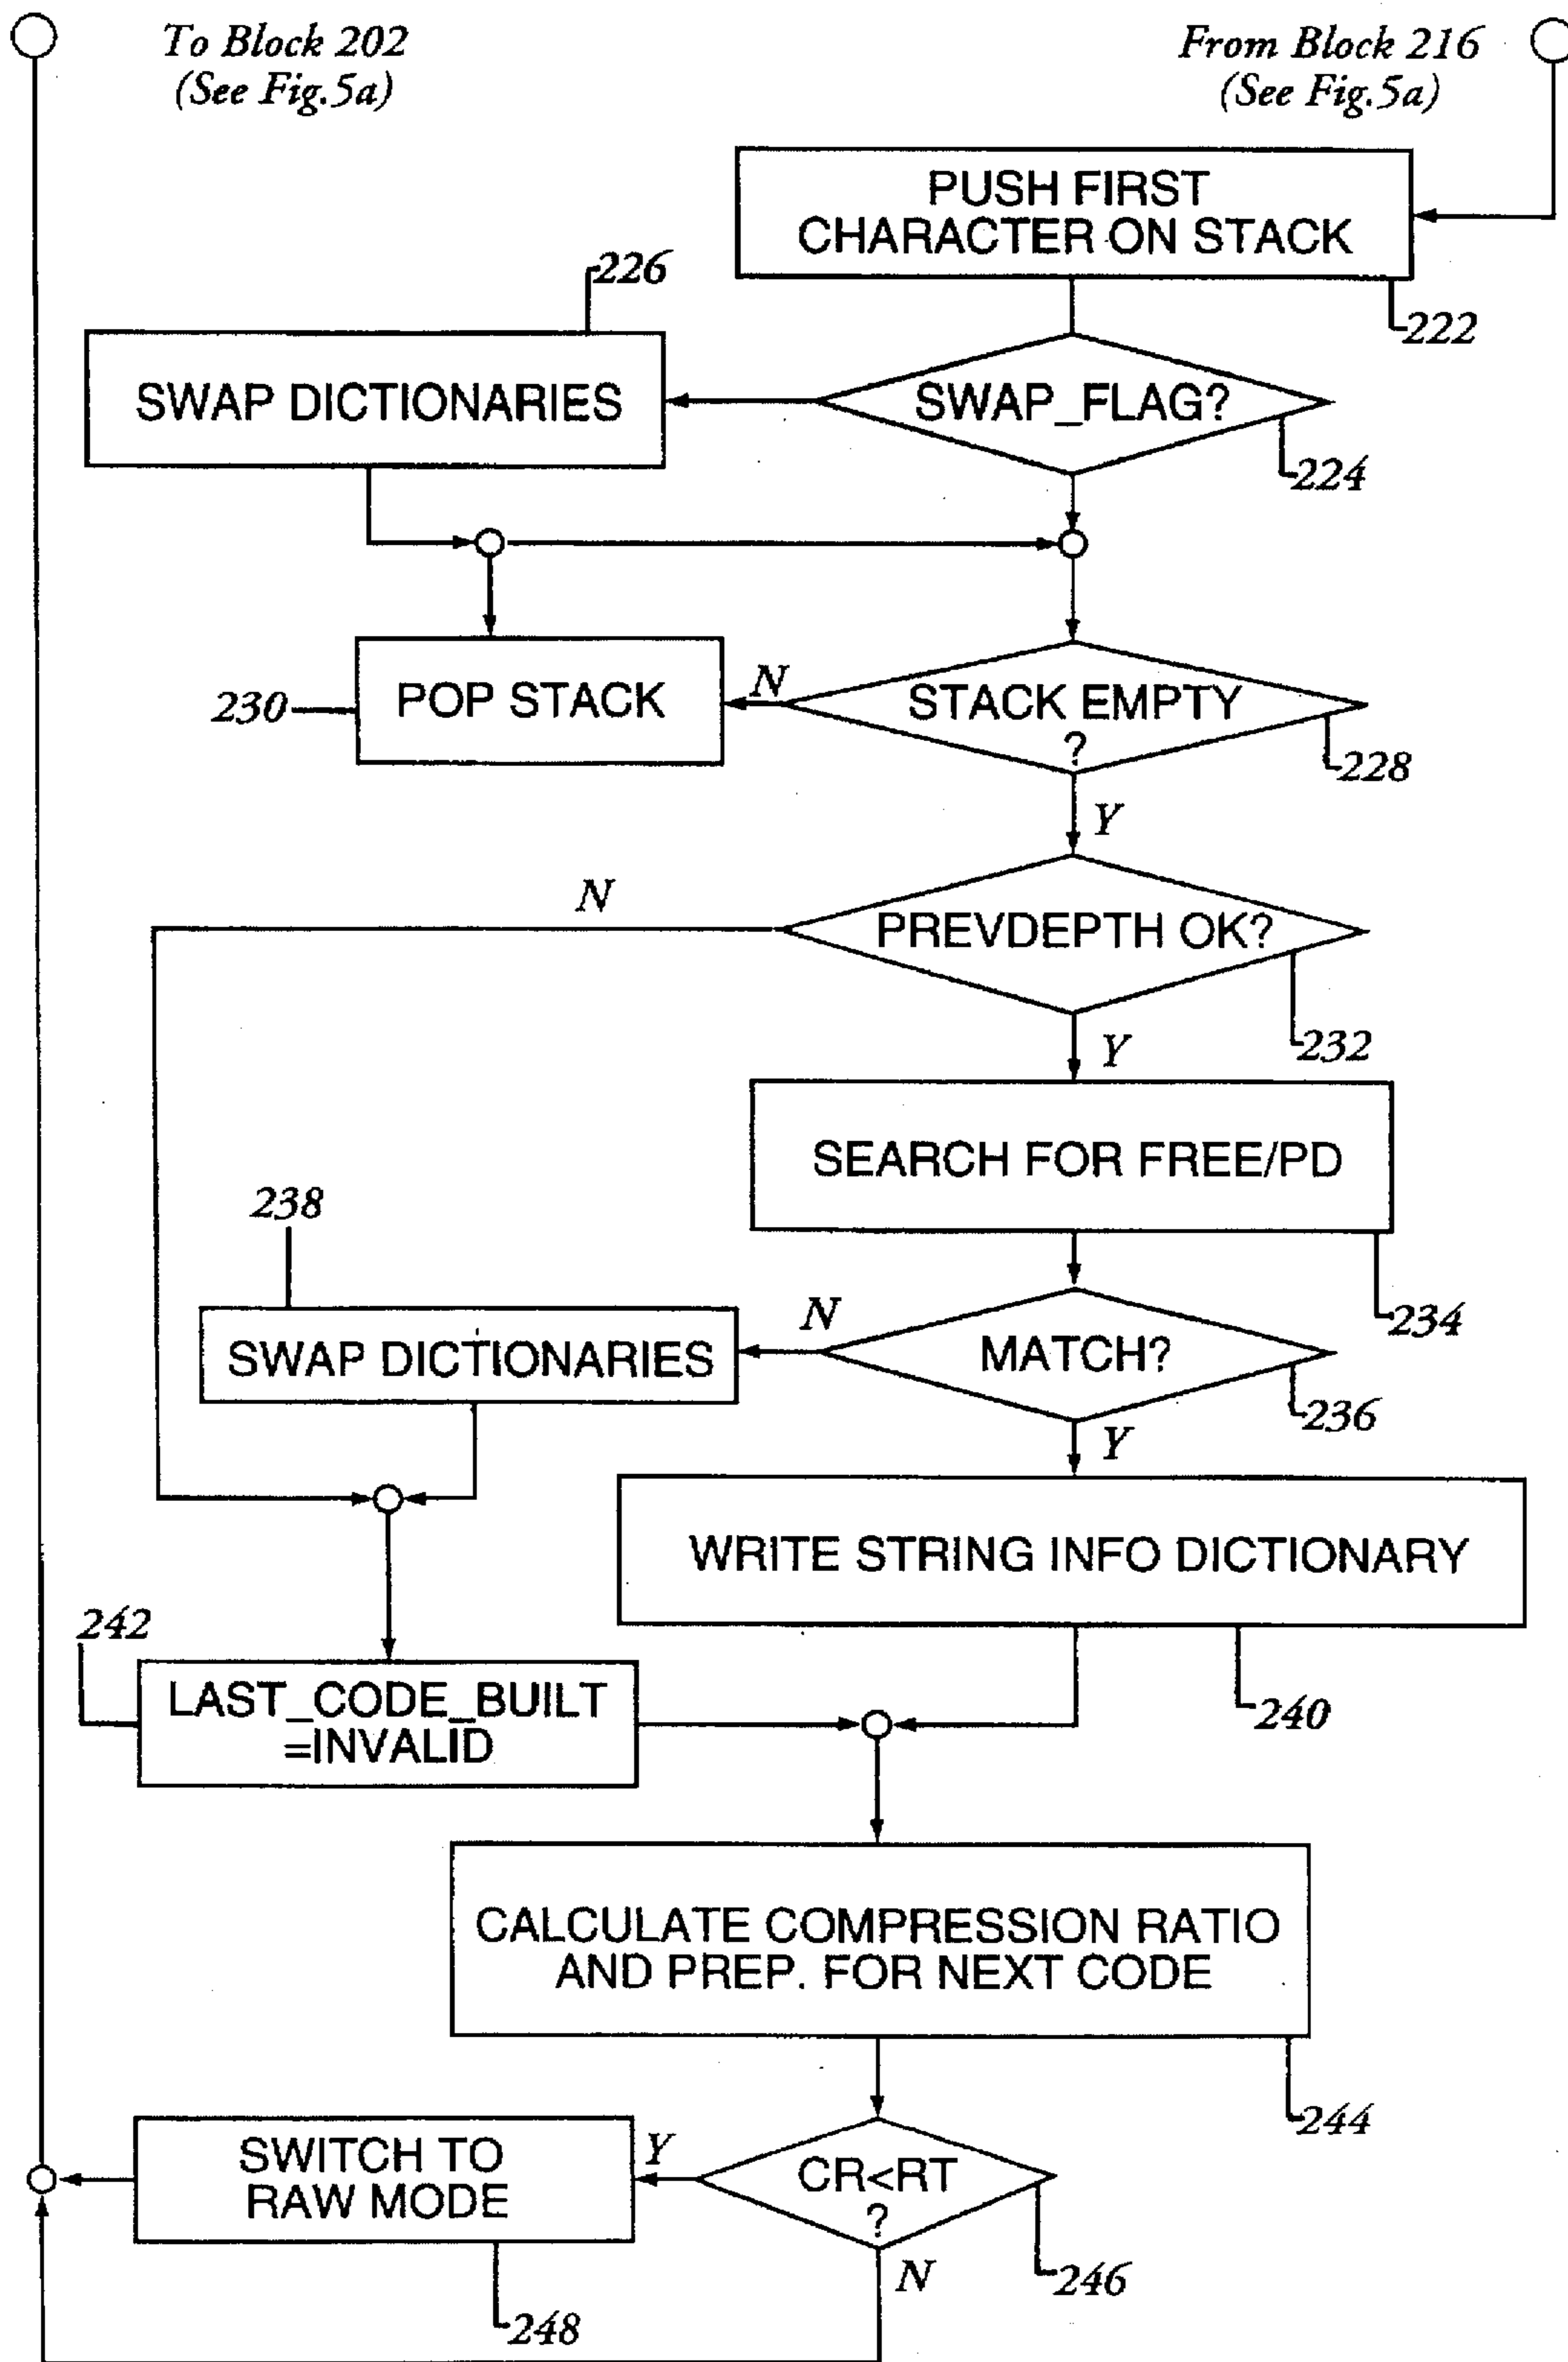 To Block 202
(See Fig.5a)
From Block 216
(See Fig.5a)
PUSH FIRST
CHARACTER ON STACK
222
226
SWAP DICTIONARIES
SWAP_FLAG?
224
230
POP STACK
N
STACK EMPTY
?
228
Y
N
PREVDEPTH OK?
232
Y
SEARCH FOR FREE/PD
234
238
SWAP DICTIONARIES
N
MATCH?
236
Y
WRITE STRING INFO DICTIONARY
240
242
LAST_CODE_BUILT
=INVALID
CALCULATE COMPRESSION RATIO
AND PREP. FOR NEXT CODE
244
SWITCH TO
RAW MODE
Y
CR<RT
?
246
N
248